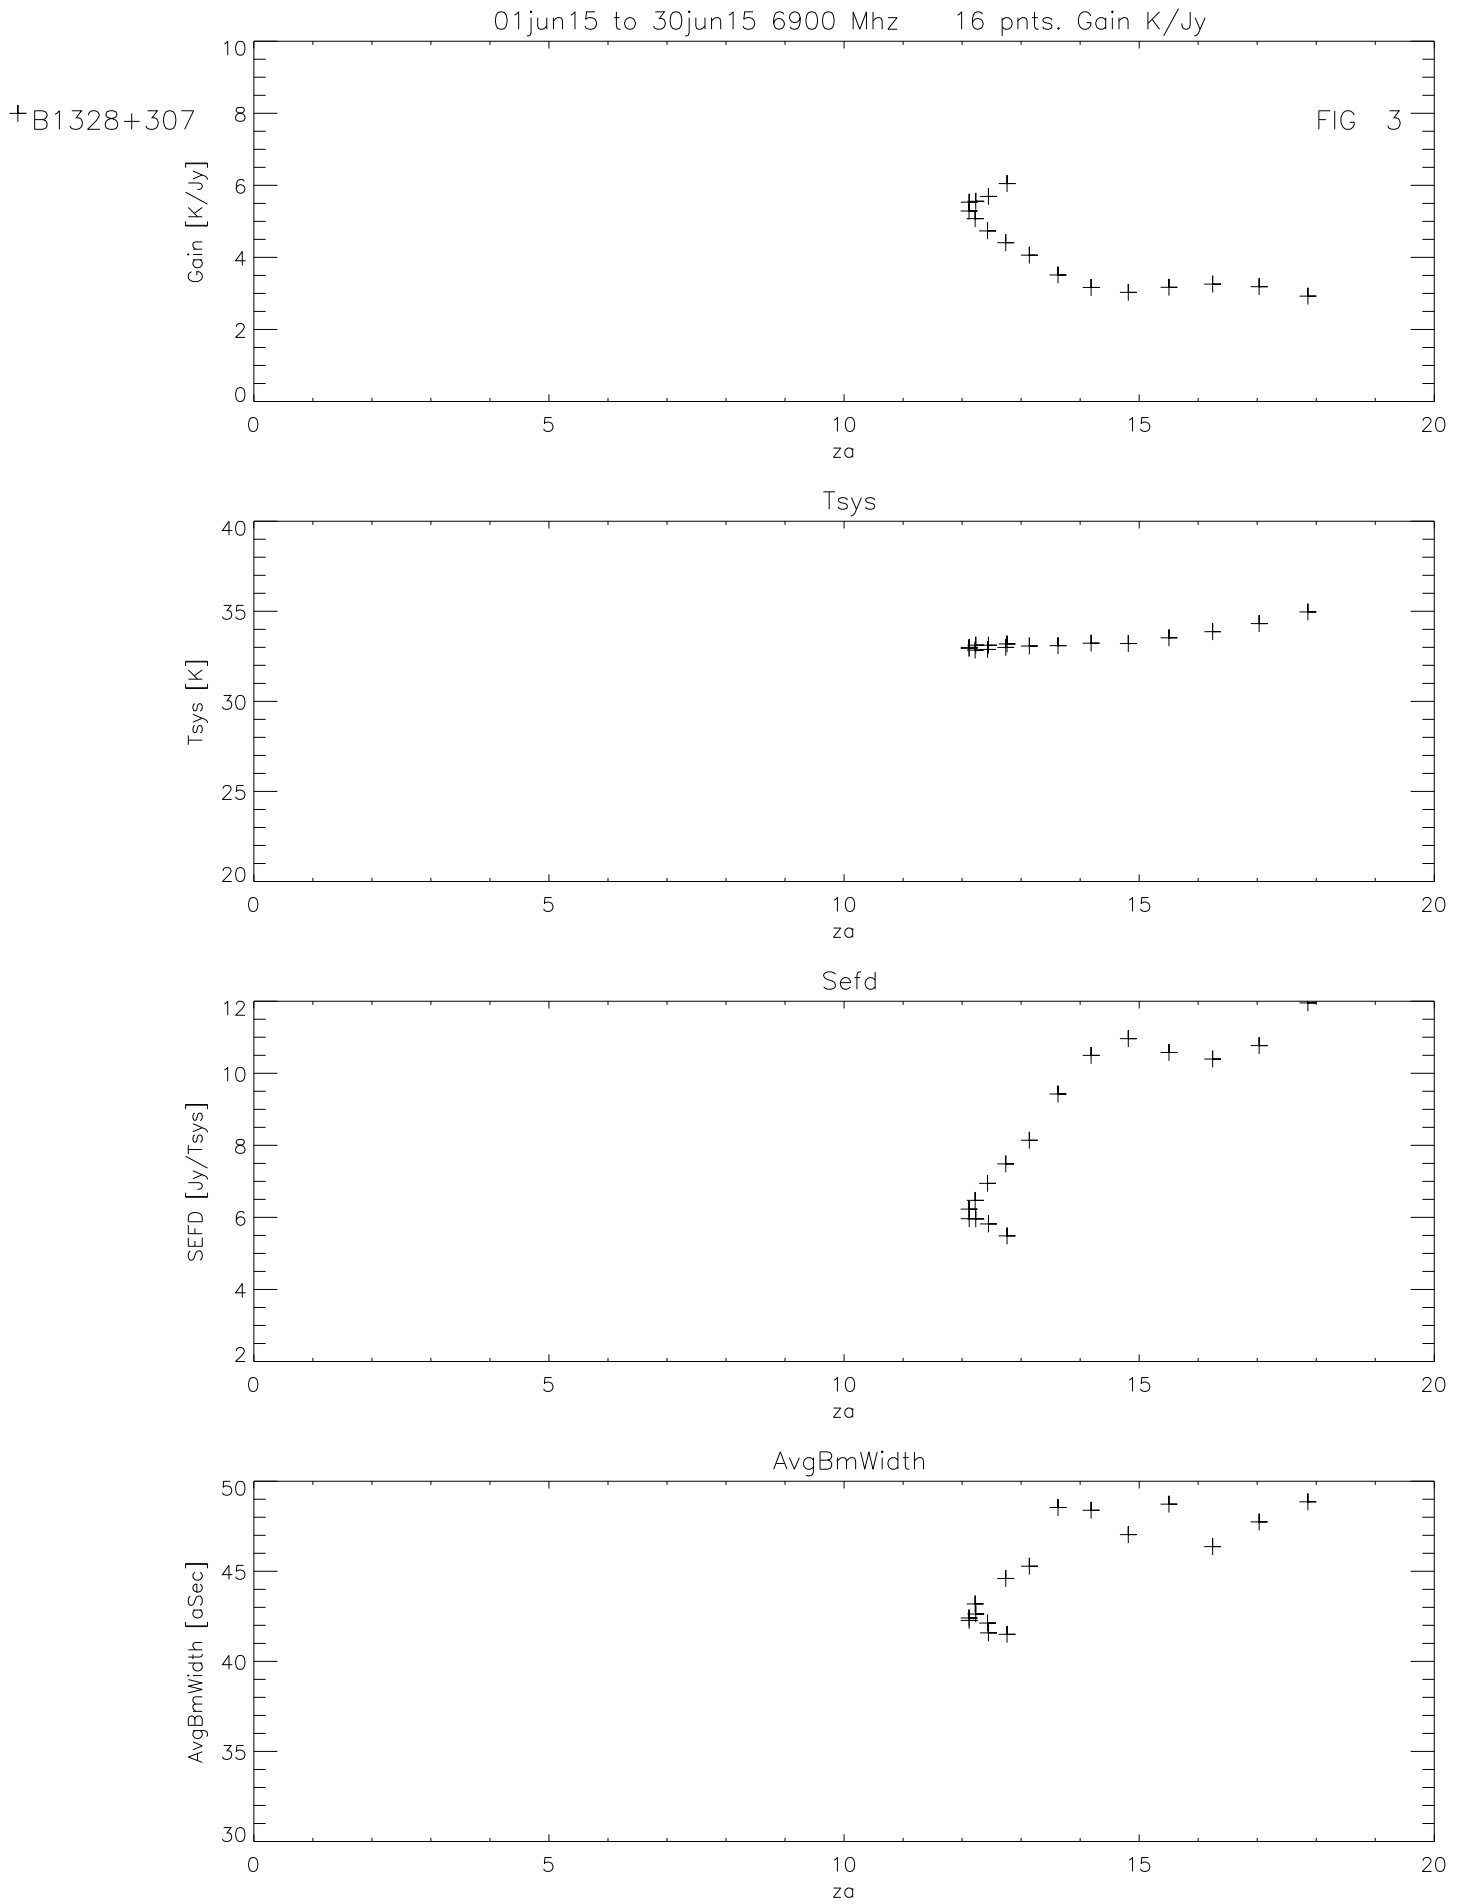 01jun15 to 30jun15 6900 Mhz 16 pnts. Gain K/Jy
+B1328+307
FIG 3
Gain [K/Jy]
10
8
6
4
2
0
0 5 10 15 20
za
Tsys
Tsys [K]
40
35
30
25
20
0 5 10 15 20
za
Sefd
SEFD [Jy/Tsys]
12
10
8
6
4
2
0 5 10 15 20
za
AvgBmWidth
AvgBmWidth [aSec]
50
45
40
35
30
0 5 10 15 20
za